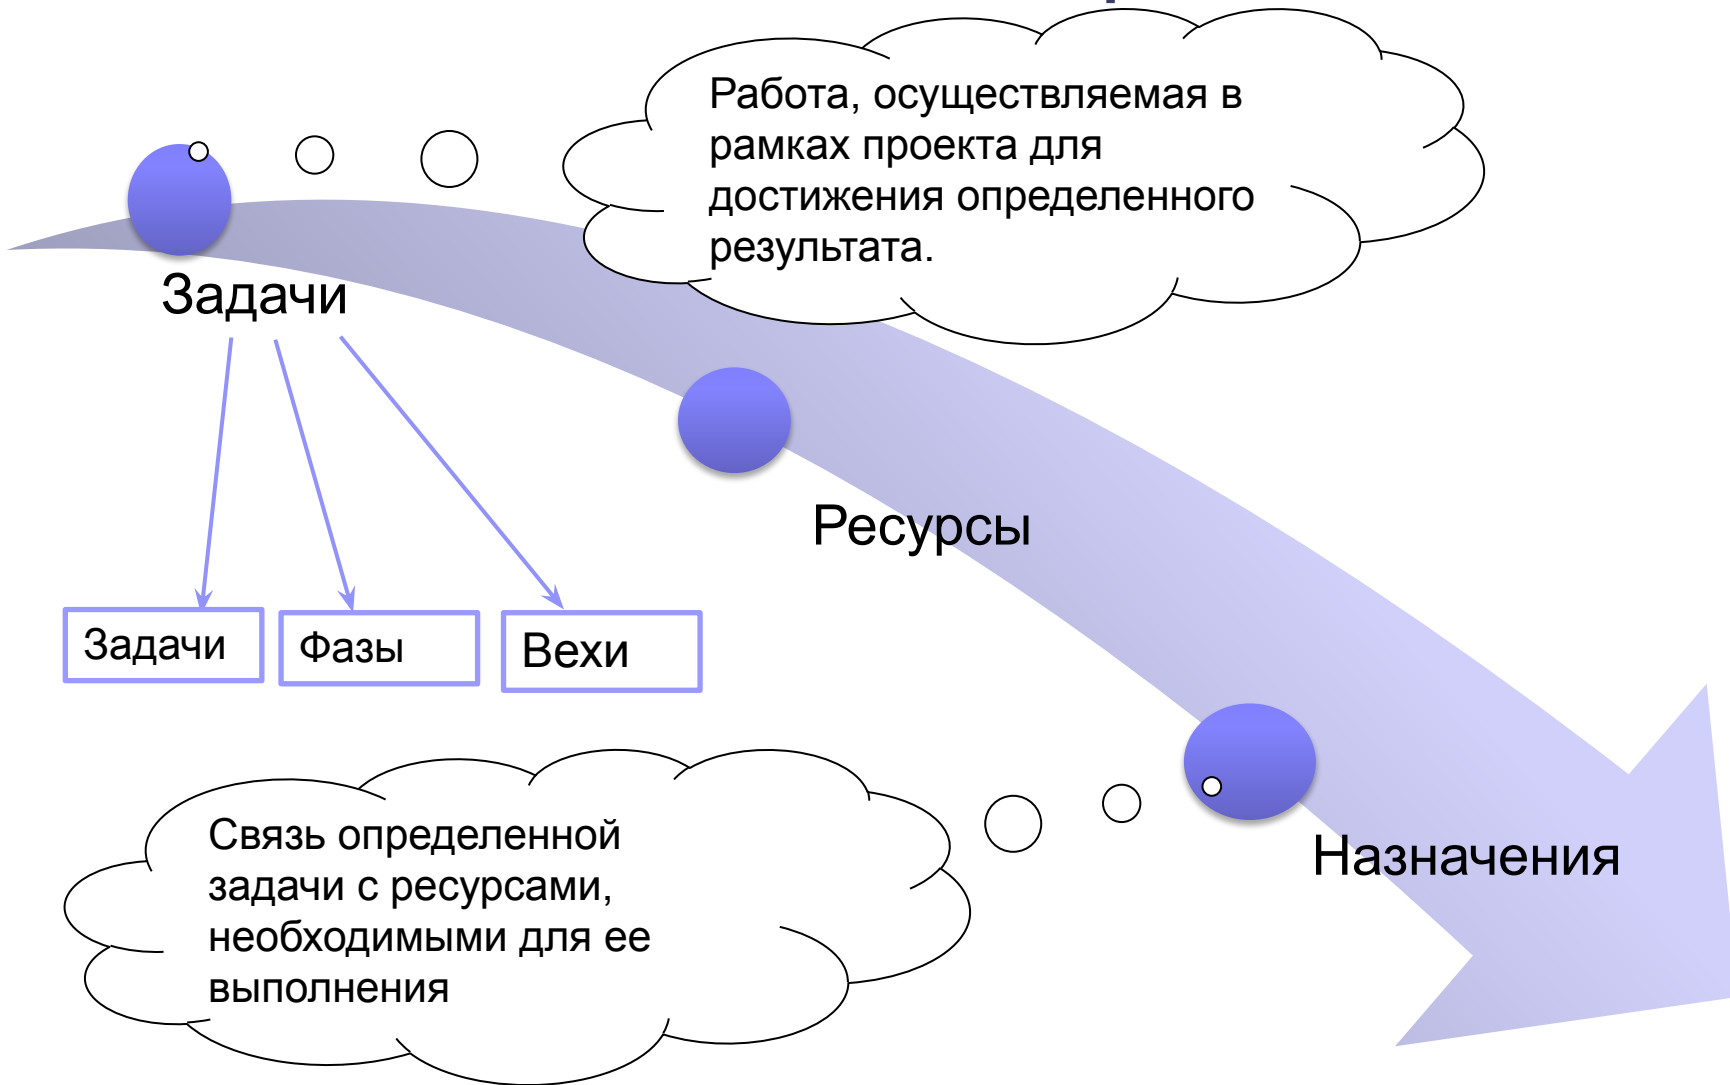 Работа, осуществляемая в
рамках проекта для
достижения определенного
результата.
Задачи
Ресурсы
Задачи
Фазы
Вехи
Связь определенной
задачи с ресурсами,
необходимыми для ее
выполнения
Назначения